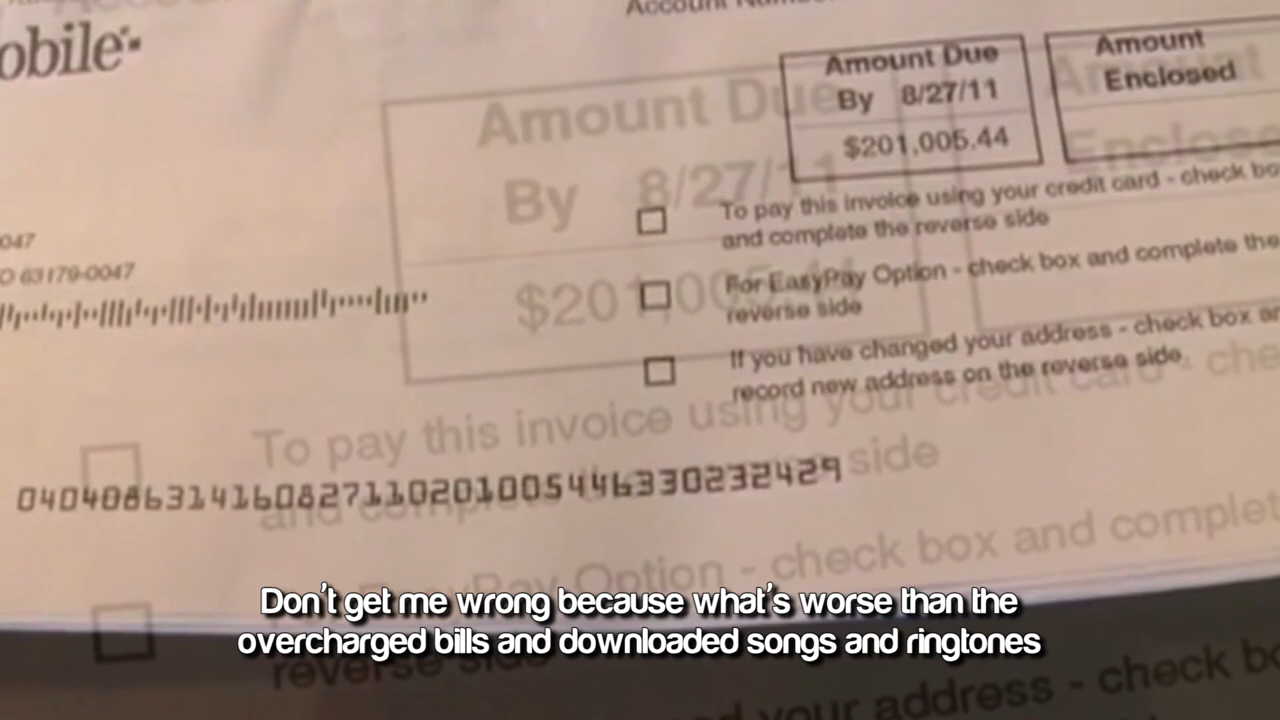 Account
obile
Amount Due
By 8/27/11
$201,005.44
Amount
Enclosed
To pay this invoice using your credit card - check bo
and complete the reverse side
For EasyPay Option - check box and complete the
reverse side
If you have changed your address - check box a
record new address on the reverse side.
047
O 63179-0047
Amount Due
By 8/27/11
$201,005.44
Enclose
To pay this invoice using your credit card - che
and complete the reverse side
EasyPay Option - check box and complet
reverse side
your address - check bo
0404086314160827110201005446330232429
Don't get me wrong because what's worse than the
overcharged bills and downloaded songs and ringtones